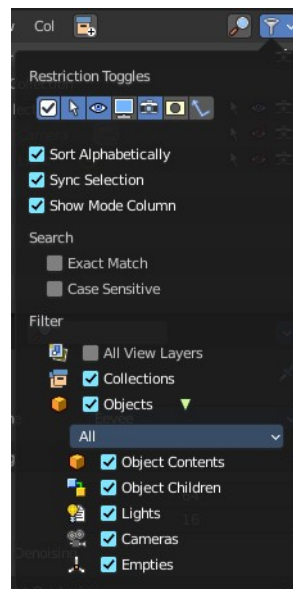 Col
Restriction Toggles
Sort Alphabetically
Sync Selection
Show Mode Column
Search
Exact Match
Case Sensitive
Filter
All View Layers
Collections
Objects
All
Object Contents
Object Children
Lights
16
Cameras
Empties